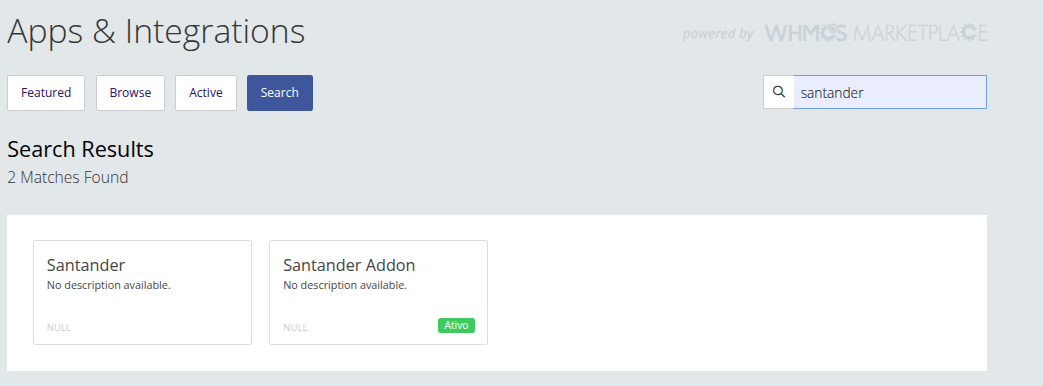 Apps & Integrations
powered by WHMCS MARKETPLACE
Featured Browse Active Search
santander
Search Results
2 Matches Found
Santander
No description available.
NULL
Santander Addon
No description available.
NULL
Ativo